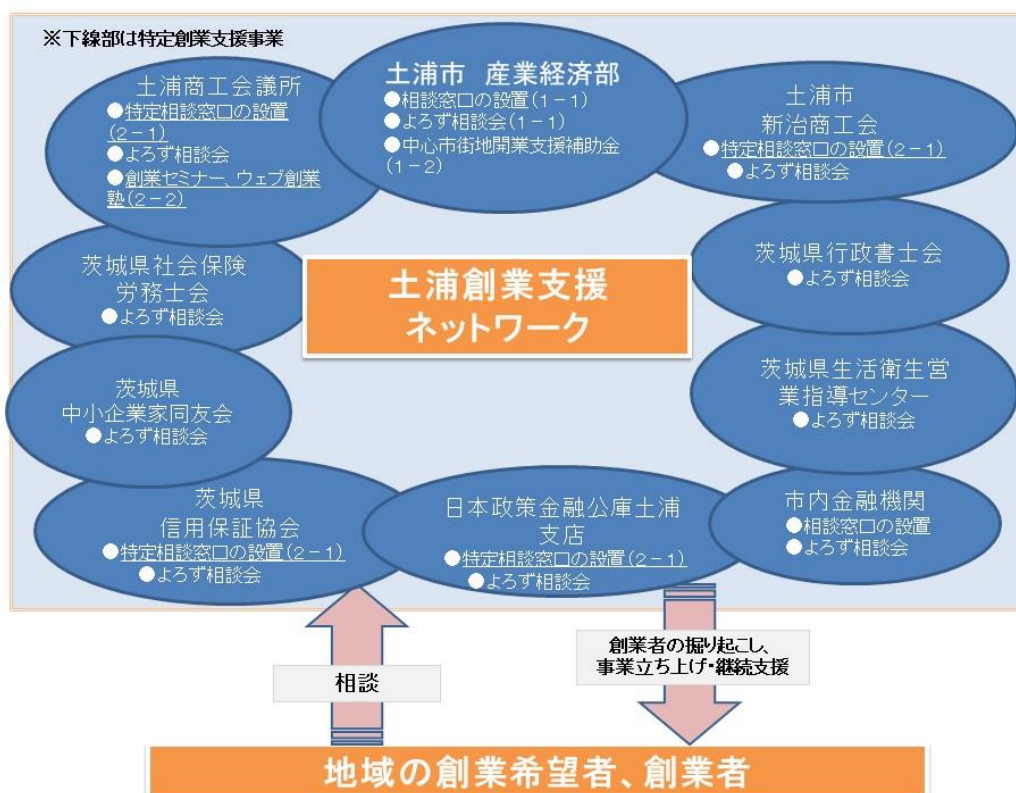 ※下線部は特定創業支援事業
土浦商工会議所
●特定相談窓口の設置
(2-1)
●よろず相談会
●創業セミナー、ウェブ創業
塾(2-2)
土浦市 産業経済部
●相談窓口の設置(1-1)
●よろず相談会(1-1)
●中心市街地開業支援補助金
(1-2)
土浦市
新治商工会
●特定相談窓口の設置(2-1)
●よろず相談会
茨城県社会保険
労務士会
●よろず相談会
土浦創業支援
ネットワーク
茨城県行政書士会
●よろず相談会
茨城県
中小企業家同友会
●よろず相談会
茨城県生活衛生営
業指導センター
●よろず相談会
茨城県
信用保証協会
●特定相談窓口の設置(2-1)
●よろず相談会
日本政策金融公庫土浦
支店
●特定相談窓口の設置(2-1)
●よろず相談会
市内金融機関
●相談窓口の設置
●よろず相談会
相談
創業者の掘り起こし、
事業立ち上げ・継続支援
地域の創業希望者、創業者